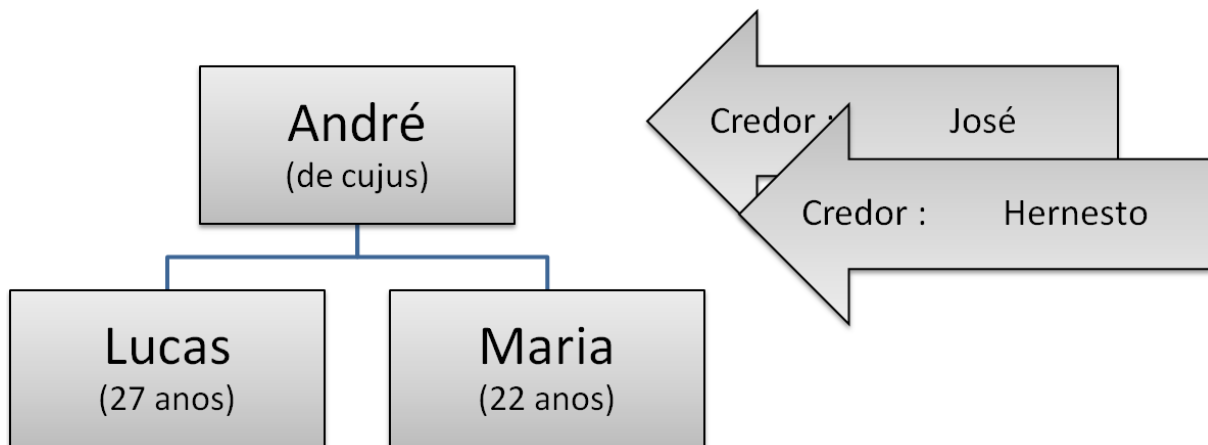 André
(de cujus)
Credor : José
Credor : Hernesto
Lucas
(27 anos)
Maria
(22 anos)